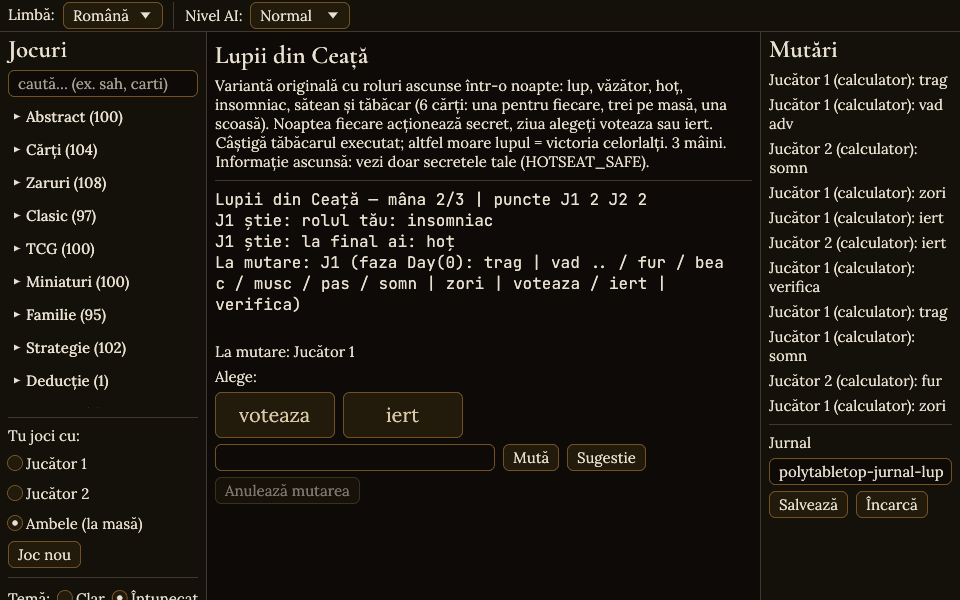 Limbă:
Română
Nivel AI:
Normal
Jocuri
caută... (ex. sah, carti)
Abstract (100)
Cărți (104)
Zaruri (108)
Clasic (97)
TCG (100)
Miniaturi (100)
Familie (95)
Strategie (102)
Deducție (1)
Tu joci cu:
Jucător 1
Jucător 2
Ambele (la masă)
Joc nou
Temă:
Clar
Întunecat
Lupii din Ceață
Variantă originală cu roluri ascunse într-o noapte: lup, văzător, hoț,
insomniac, sătean și tăbăcar (6 cărți: una pentru fiecare, trei pe masă, una
scoasă). Noaptea fiecare acționează secret, ziua alegeți voteaza sau iert.
Câștigă tăbăcarul executat; altfel moare lupul = victoria celorlalți. 3 mâini.
Informație ascunsă: vezi doar secretele tale (HOTSEAT_SAFE).
Lupii din Ceață — mâna 2/3 | puncte J1 2 J2 2
J1 știe: rolul tău: insomniac
J1 știe: la final ai: hoț
La mutare: J1 (faza Day(0): trag | vad .. / fur / bea
c / musc / pas / somn | zori | voteaza / iert |
verifica)
La mutare: Jucător 1
Alege:
voteaza
iert
Mută
Sugestie
Anulează mutarea
Mutări
Jucător 1 (calculator): trag
Jucător 1 (calculator): vad
adv
Jucător 2 (calculator):
somn
Jucător 1 (calculator): zori
Jucător 1 (calculator): iert
Jucător 2 (calculator): iert
Jucător 1 (calculator):
verifica
Jucător 1 (calculator): trag
Jucător 1 (calculator):
somn
Jucător 2 (calculator): fur
Jucător 1 (calculator): zori
Jurnal
polytabletop-jurnal-lup
Salvează
Încarcă